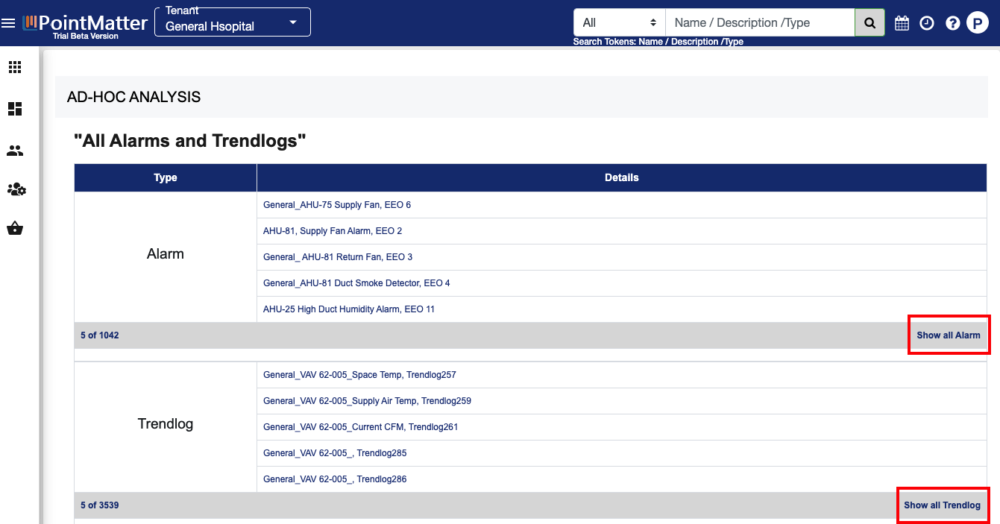 Tenant
PointMatter
Trial Beta Version
General Hsopital
All
Name / Description /Type
P
Search Tokens: Name / Description /Type
AD-HOC ANALYSIS
"All Alarms and Trendlogs"
Type Details
Alarm
General_AHU-75 Supply Fan, EEO 6
AHU-81, Supply Fan Alarm, EEO 2
General_ AHU-81 Return Fan, EEO 3
General_AHU-81 Duct Smoke Detector, EEO 4
AHU-25 High Duct Humidity Alarm, EEO 11
5 of 1042 Show all Alarm
Trendlog
General_VAV 62-005_Space Temp, Trendlog257
General_VAV 62-005_Supply Air Temp, Trendlog259
General_VAV 62-005_Current CFM, Trendlog261
General_VAV 62-005_, Trendlog285
General_VAV 62-005_, Trendlog286
5 of 3539 Show all Trendlog